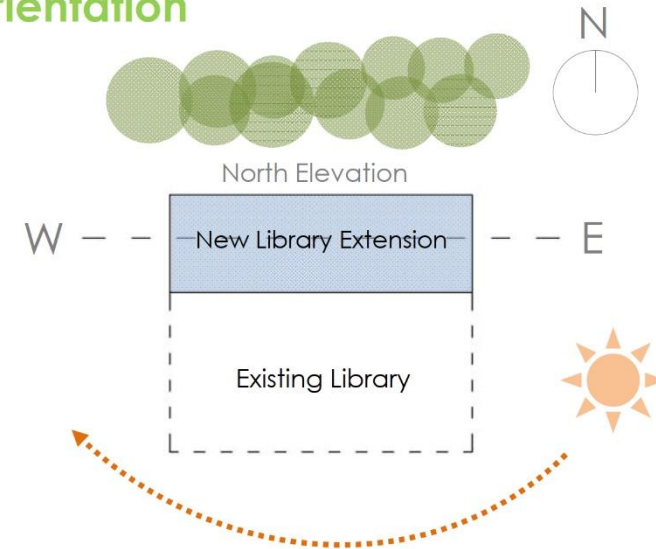 rientation
N
North Elevation
W
New Library Extension
E
Existing Library